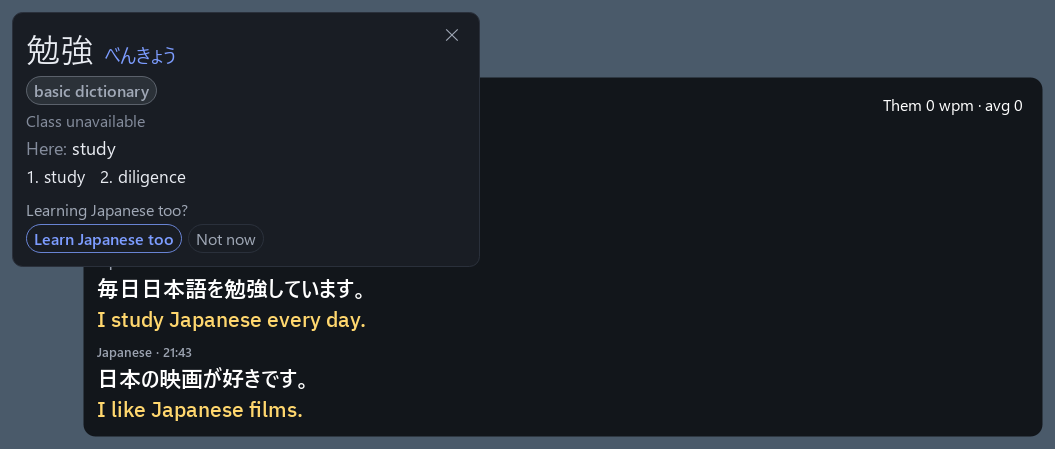 勉強 べんきょう
basic dictionary
Class unavailable
Here: study
1. study 2. diligence
Learning Japanese too?
Learn Japanese too Not now
Them 0 wpm · avg 0
毎日日本語を勉強しています。
I study Japanese every day.
Japanese · 21:43
日本の映画が好きです。
I like Japanese films.